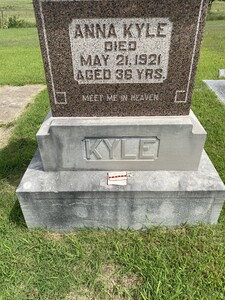 ANNA KYLE
DIED
MAY 21, 1921
AGED 36 YRS.
MEET ME IN HEAVEN
KYLE